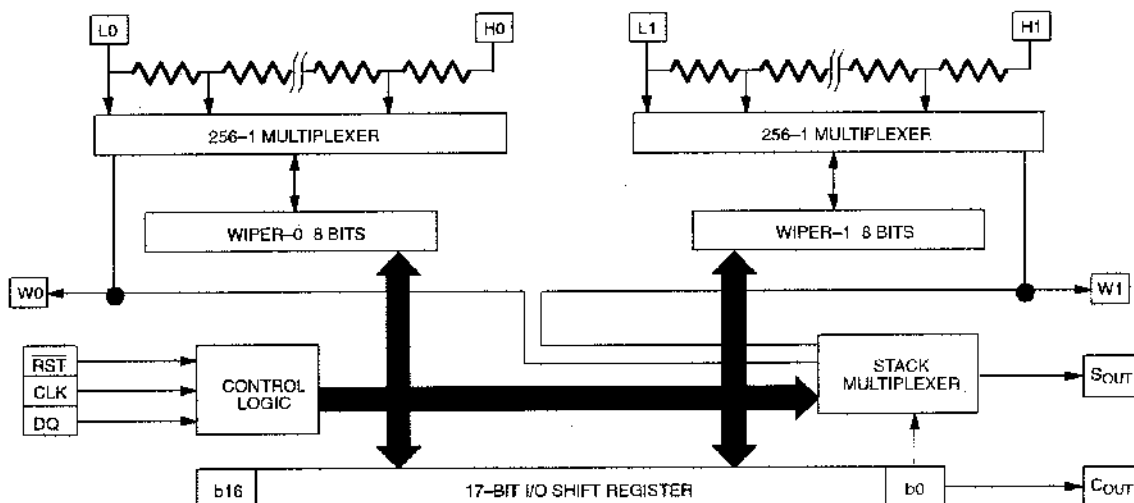 L0
H0
L1
H1
256–1 MULTIPLEXER
256–1 MULTIPLEXER
WIPER–0 8 BITS
WIPER–1 8 BITS
W0
W1
RST
CLK
DQ
CONTROL
LOGIC
STACK
MULTIPLEXER
SOUT
b16
17–BIT I/O SHIFT REGISTER
b0
COUT